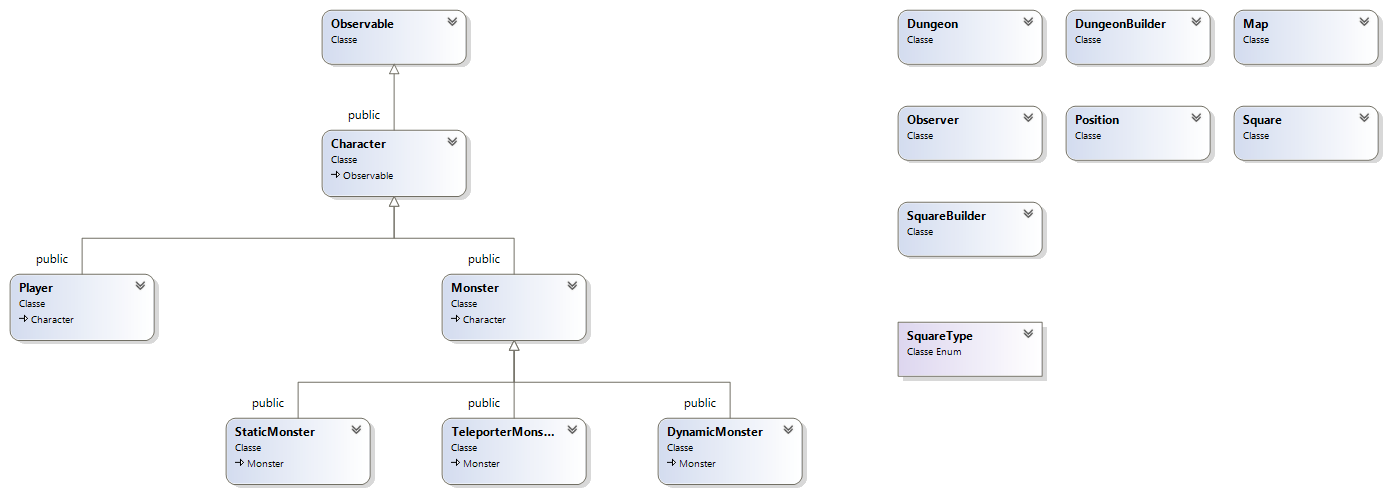 Observable
Classe
public
Character
Classe
Observable
public
public
Player
Classe
Character
Monster
Classe
Character
public
public
public
StaticMonster
Classe
Monster
TeleporterMons...
Classe
Monster
DynamicMonster
Classe
Monster
Dungeon
Classe
DungeonBuilder
Classe
Map
Classe
Observer
Classe
Position
Classe
Square
Classe
SquareBuilder
Classe
SquareType
Classe Enum